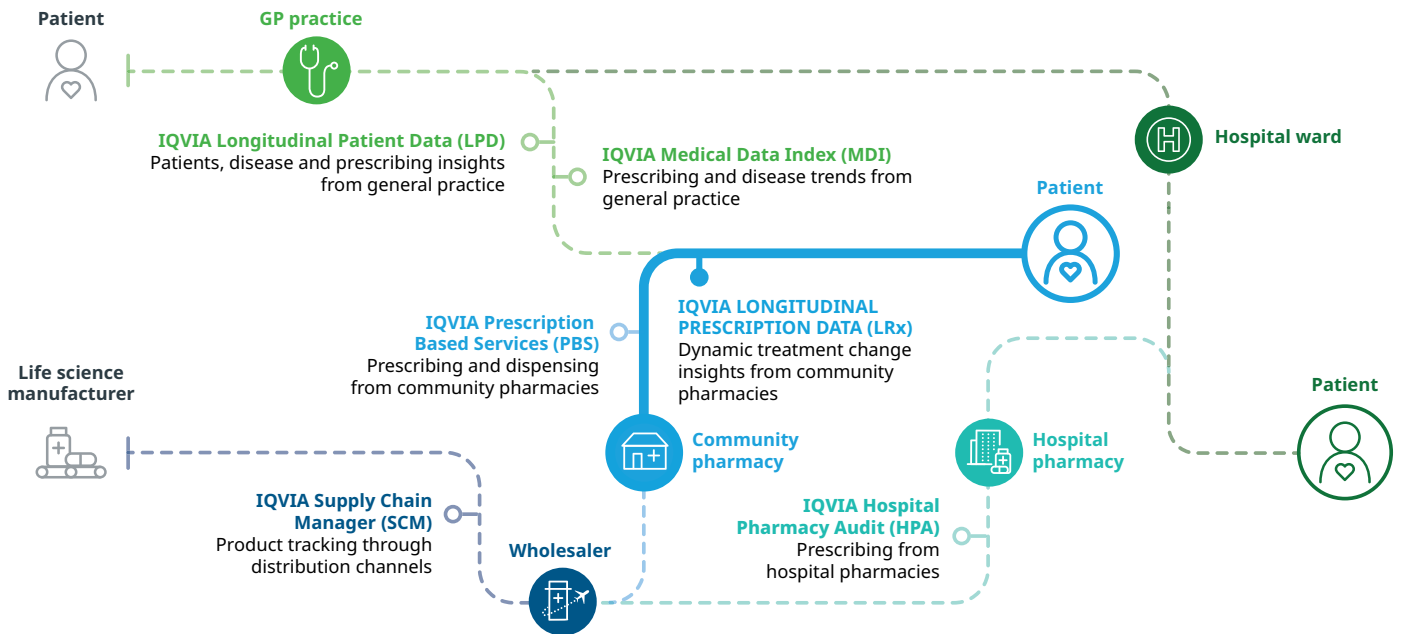 Patient
GP practice
IQVIA Longitudinal Patient Data (LPD)
Patients, disease and prescribing insights
from general practice
IQVIA Medical Data Index (MDI)
Prescribing and disease trends from
general practice
Hospital ward
Patient
IQVIA Prescription
Based Services (PBS)
Prescribing and dispensing
from community pharmacies
IQVIA LONGITUDINAL
PRESCRIPTION DATA (LRx)
Dynamic treatment change
insights from community
pharmacies
Life science
manufacturer
Community
pharmacy
Hospital
pharmacy
Patient
IQVIA Supply Chain
Manager (SCM)
Product tracking through
distribution channels
Wholesaler
IQVIA Hospital
Pharmacy Audit (HPA)
Prescribing from
hospital pharmacies